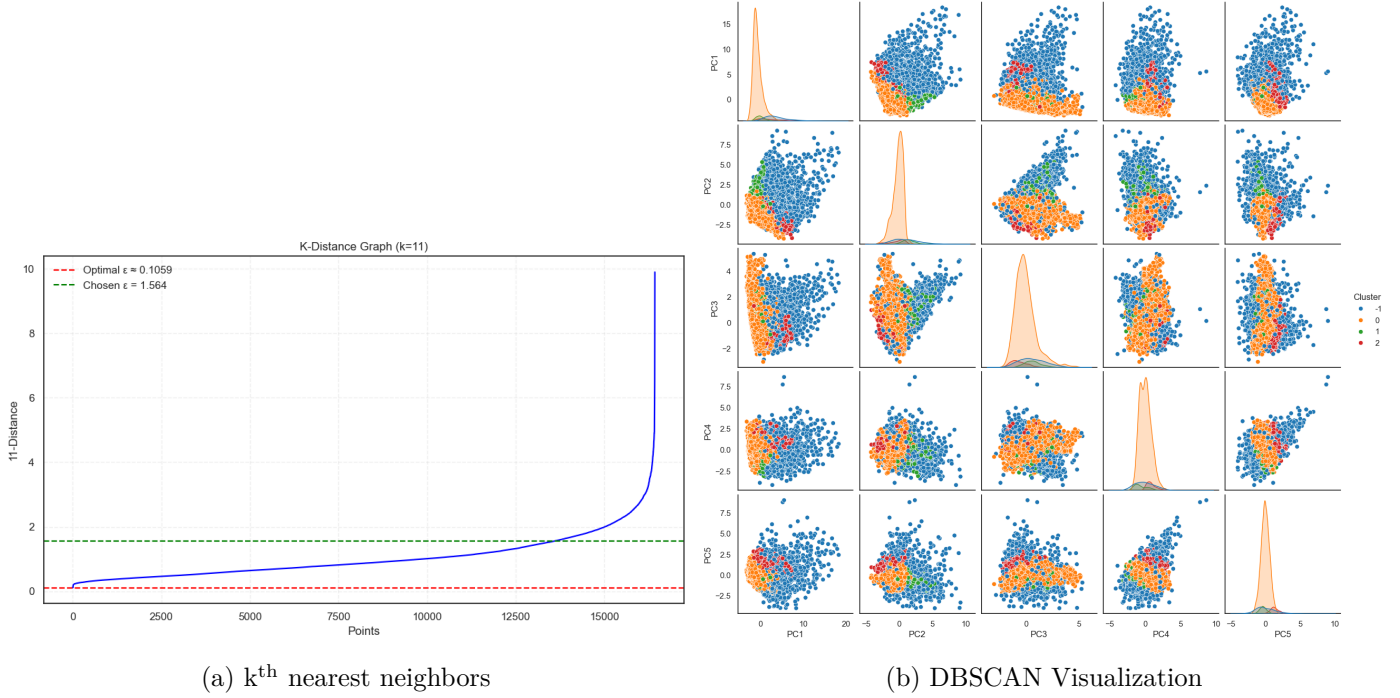 K-Distance Graph (k=11)
Optimal ε ≈ 0.1059
Chosen ε = 1.564
11-Distance
10
8
6
4
2
0
0 2500 5000 7500 10000 12500 15000
Points
(a) kth nearest neighbors
PC1
15
10
5
0
PC2
7.5
5.0
2.5
0.0
−2.5
PC3
4
2
0
−2
PC4
7.5
5.0
2.5
0.0
−2.5
PC5
7.5
5.0
2.5
0.0
−2.5
0 10 20
PC1
−5 0 5 10
PC2
0 5
PC3
−5 0 5 10
PC4
−5 0 5 10
PC5
Cluster
-1
0
1
2
(b) DBSCAN Visualization